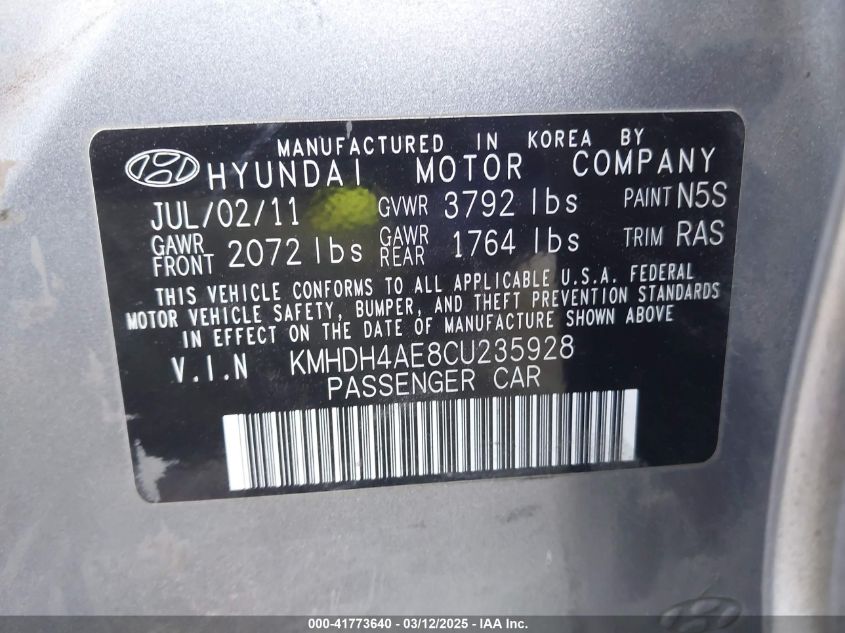 MANUFACTURED IN KOREA BY
HYUNDAI MOTOR COMPANY
JUL/02/11 GVWR 3792 lbs PAINT N5S
GAWR FRONT 2072 lbs GAWR REAR 1764 lbs TRIM RAS
THIS VEHICLE CONFORMS TO ALL APPLICABLE U.S.A. FEDERAL
MOTOR VEHICLE SAFETY, BUMPER, AND THEFT PREVENTION STANDARDS
IN EFFECT ON THE DATE OF MANUFACTURE SHOWN ABOVE
V.I.N KMHDH4AE8CU235928
PASSENGER CAR
000-41773640 - 03/12/2025 - IAA Inc.